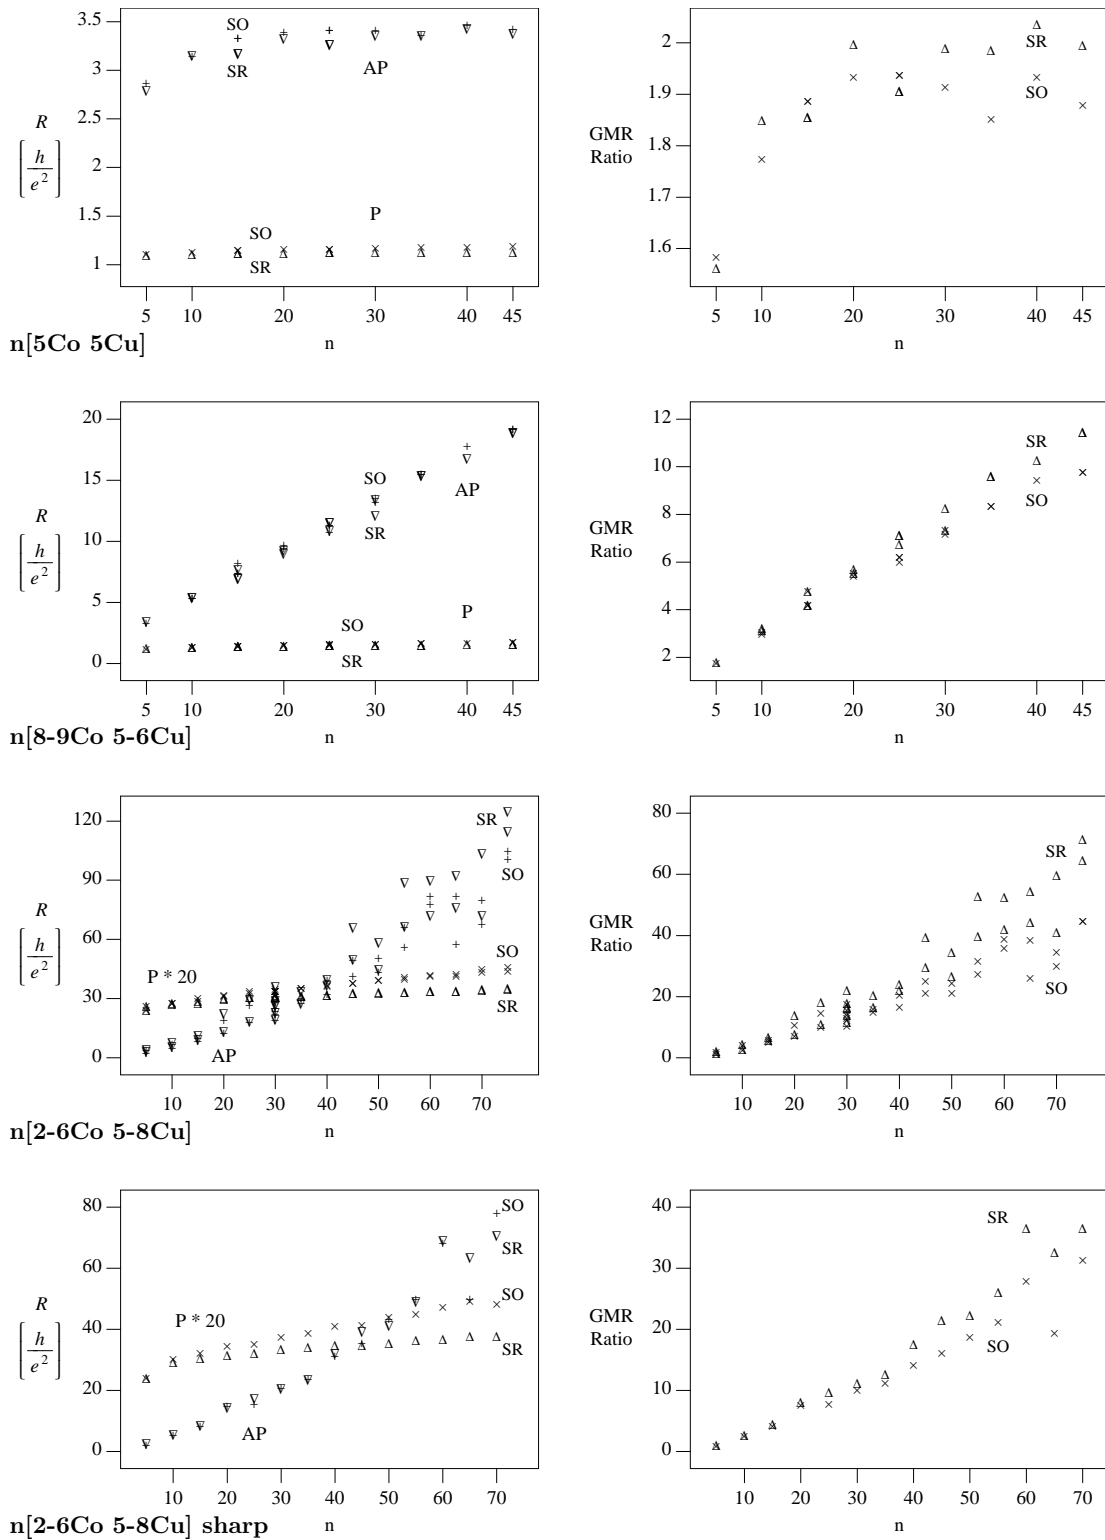 3.5
3
2.5
2
1.5
1
R
[h/e²]
SO
SR
AP
P
SO
SR
5 10 20 30 40 45
n[5Co 5Cu]
n
2
1.9
1.8
1.7
1.6
GMR
Ratio
SR
SO
5 10 20 30 40 45
n
20
15
10
5
0
R
[h/e²]
SO
AP
SR
P
SO
SR
5 10 20 30 40 45
n[8-9Co 5-6Cu]
n
12
10
8
6
4
2
GMR
Ratio
SR
SO
5 10 20 30 40 45
n
120
90
60
30
0
R
[h/e²]
SR
SO
SO
P * 20
SR
AP
10 20 30 40 50 60 70
n[2-6Co 5-8Cu]
n
80
60
40
20
0
GMR
Ratio
SR
SO
10 20 30 40 50 60 70
n
80
60
40
20
0
R
[h/e²]
SO
SR
SO
P * 20
SR
AP
10 20 30 40 50 60 70
n[2-6Co 5-8Cu] sharp
n
40
30
20
10
0
GMR
Ratio
SR
SO
10 20 30 40 50 60 70
n